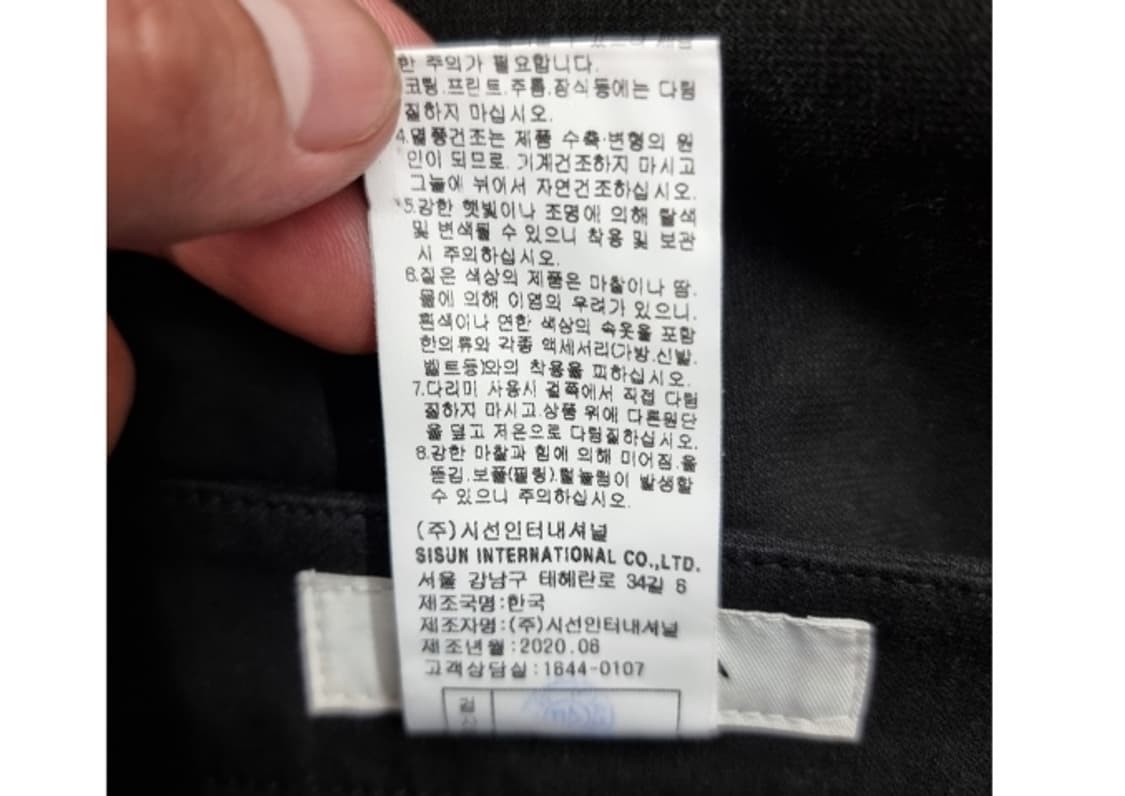 한 주의가 필요합니다.
코팅.프린트.주름.장식등에는 다림
질하지 마십시오.
4.열풍건조는 제품 수축·변형의 원
인이 되므로. 기계건조하지 마시고
그늘에 뉘어서 자연건조하십시오.
5.강한 햇빛이나 조명에 의해 탈색
및 변색될 수 있으니 착용 및 보관
시 주의하십시오.
6.짙은 색상의 제품은 마찰이나 땀.
물에 의해 이염의 우려가 있으니.
흰색이나 연한 색상의 속옷을 포함
한의류와 각종 액세서리(가방.신발.
벨트등)와의 착용을 피하십시오.
7.다리미 사용시 겉쪽에서 직접 다림
질하지 마시고.상품 위에 다른원단
을 덮고 저온으로 다림질하십시오.
8.강한 마찰과 힘에 의해 미어짐.올
뜯김.보풀(필링).털눌림이 발생할
수 있으니 주의하십시오.
(주)시선인터내셔널
SISUN INTERNATIONAL CO.,LTD.
서울 강남구 테헤란로 34길 6
제조국명:한국
제조자명:(주)시선인터내셔널
제조년월:2020.06
고객상담실:1644-0107
검